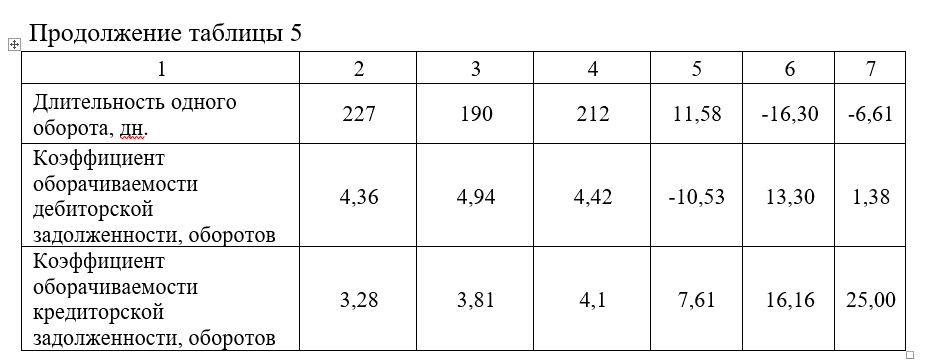 Продолжение таблицы 5
1 2 3 4 5 6 7
Длительность одного
оборота, дн. 227 190 212 11,58 -16,30 -6,61
Коэффициент
оборачиваемости
дебиторской
задолженности, оборотов 4,36 4,94 4,42 -10,53 13,30 1,38
Коэффициент
оборачиваемости
кредиторской
задолженности, оборотов 3,28 3,81 4,1 7,61 16,16 25,00